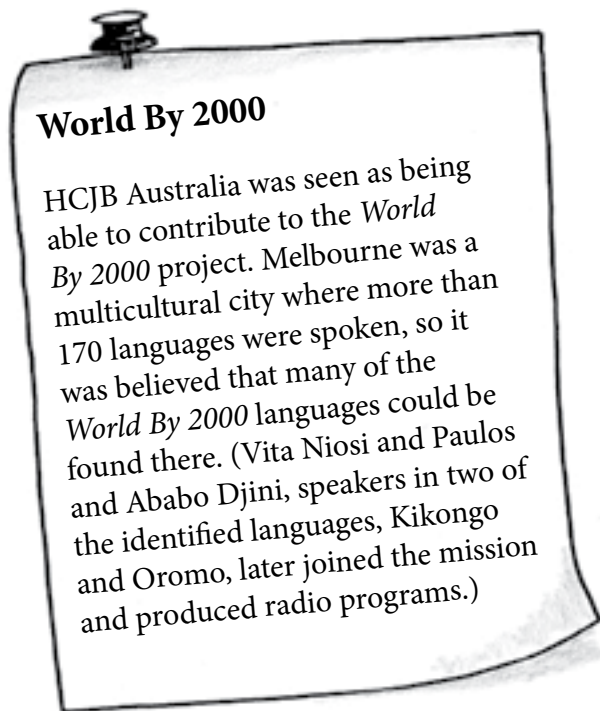 World By 2000
HCJB Australia was seen as being
able to contribute to the World
By 2000 project. Melbourne was a
multicultural city where more than
170 languages were spoken, so it
was believed that many of the
World By 2000 languages could be
found there. (Vita Niosi and Paulos
and Ababo Djini, speakers in two of
the identified languages, Kikongo
and Oromo, later joined the mission
and produced radio programs.)